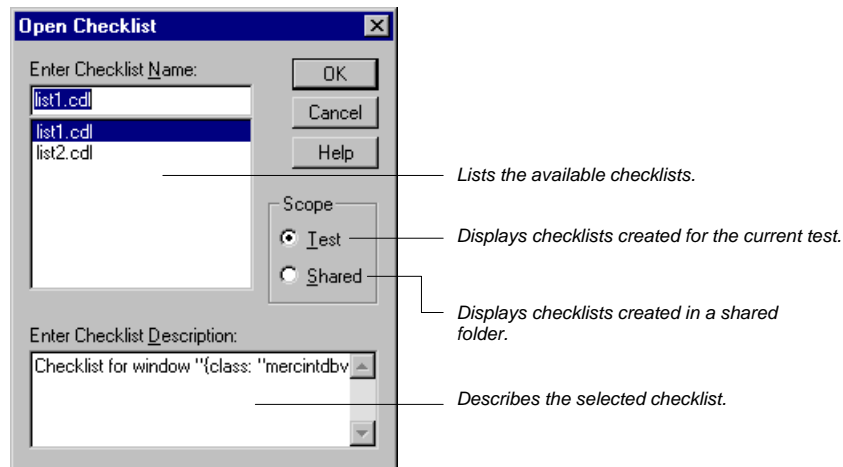 Open Checklist
Enter Checklist Name:
list1.cdl
list1.cdl
list2.cdl
OK
Cancel
Help
Scope
Test
Shared
Enter Checklist Description:
Checklist for window "{class: "mercintdbv
Lists the available checklists.
Displays checklists created for the current test.
Displays checklists created in a shared
folder.
Describes the selected checklist.